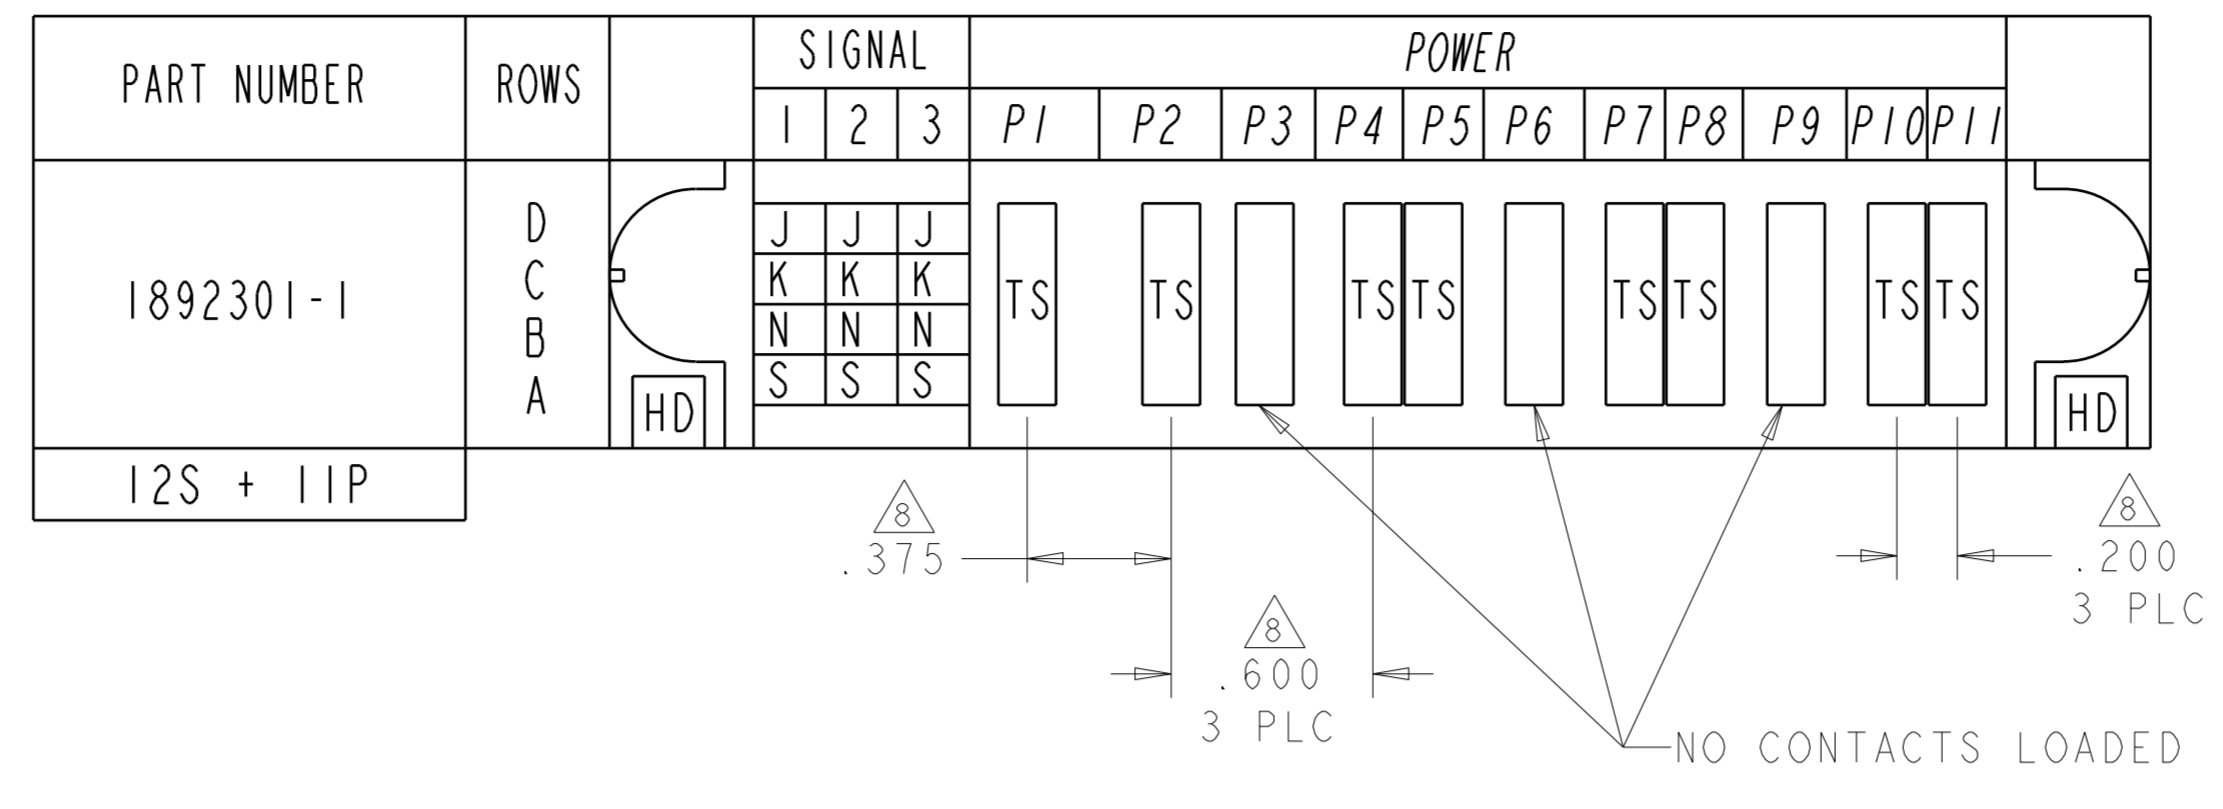 PART NUMBER ROWS SIGNAL POWER
1 2 3 P1 P2 P3 P4 P5 P6 P7 P8 P9 P10 P11
1892301-1
D
C
B
A
HD
J J J
K K K
N N N
S S S
TS TS TS TS TS TS TS TS
HD
12S + 11P
8
.375
8
.600
3 PLC
8
.200
3 PLC
NO CONTACTS LOADED